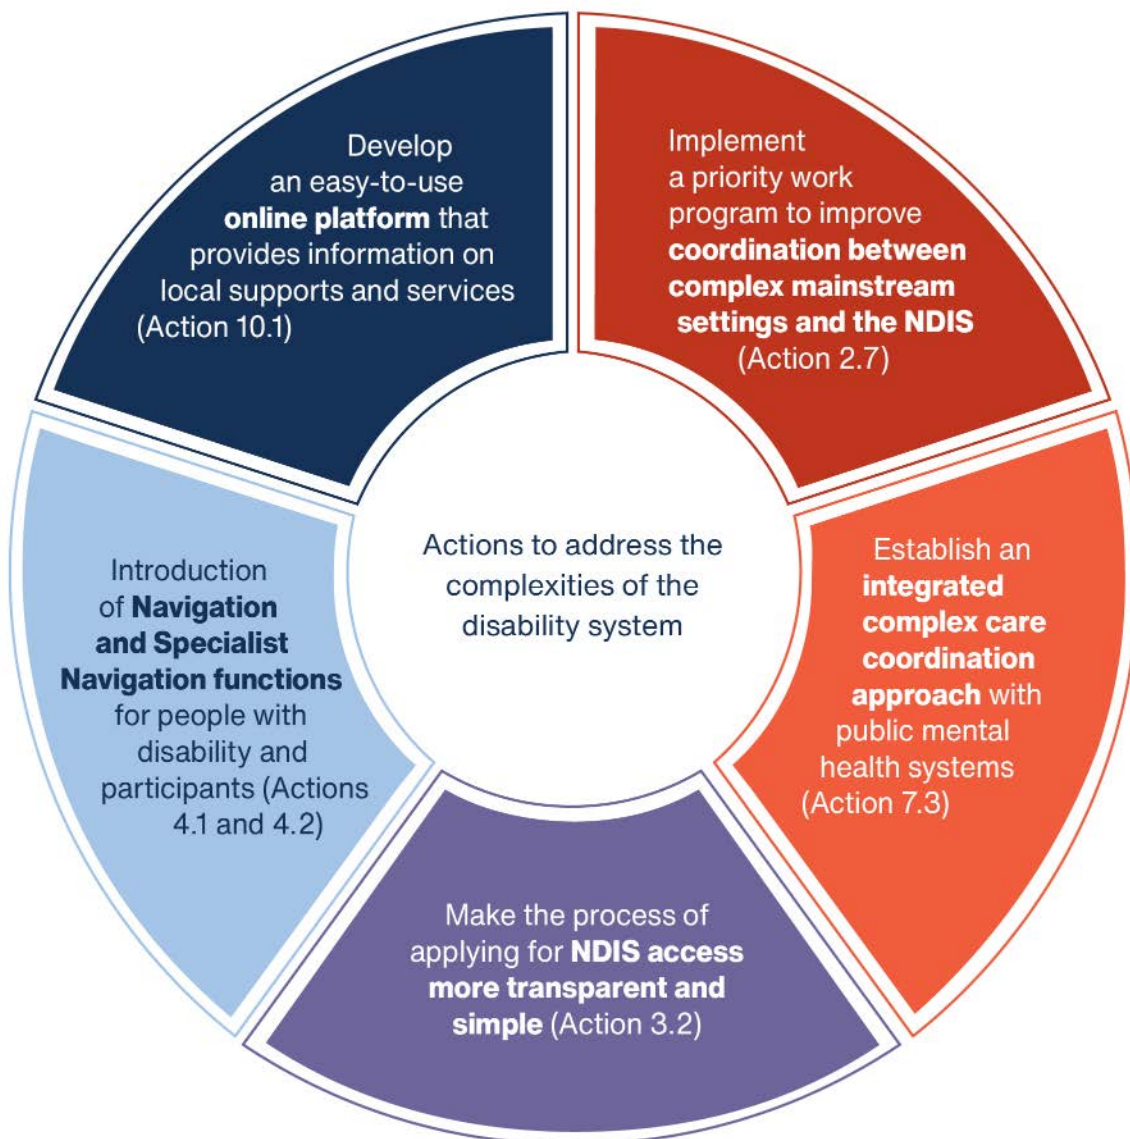 Develop
an easy-to-use
online platform that
provides information on
local supports and services
(Action 10.1)
Implement
a priority work
program to improve
coordination between
complex mainstream
settings and the NDIS
(Action 2.7)
Actions to address the
complexities of the
disability system
Introduction
of Navigation
and Specialist
Navigation functions
for people with
disability and
participants (Actions
4.1 and 4.2)
Establish an
integrated
complex care
coordination
approach with
public mental
health systems
(Action 7.3)
Make the process of
applying for NDIS access
more transparent and
simple (Action 3.2)